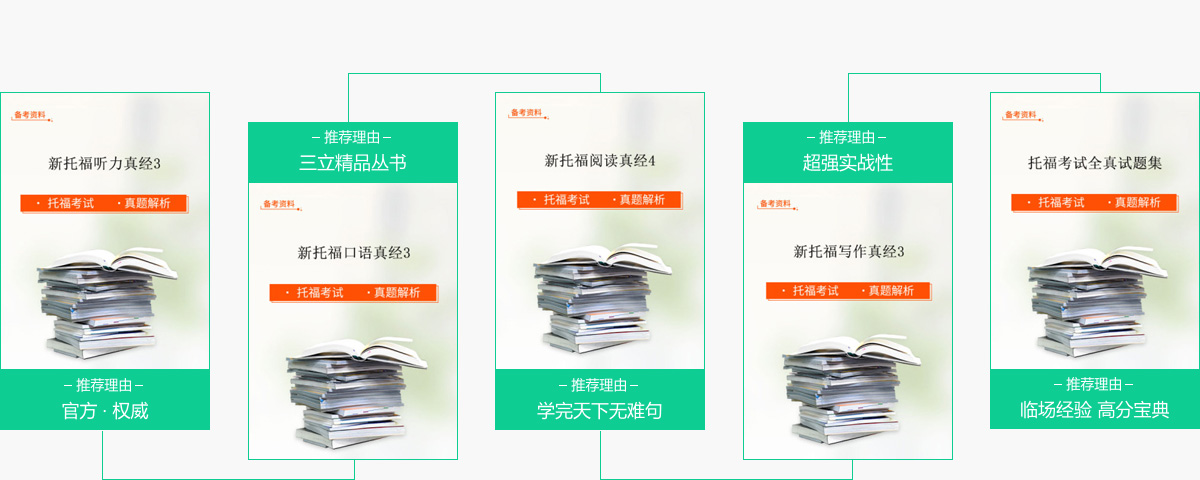 备考资料
新托福听力真经3
· 托福考试 · 真题解析
– 推荐理由 –
官方 · 权威
– 推荐理由 –
三立精品丛书
备考资料
新托福口语真经3
· 托福考试 · 真题解析
备考资料
新托福阅读真经4
· 托福考试 · 真题解析
– 推荐理由 –
学完天下无难句
– 推荐理由 –
超强实战性
备考资料
新托福写作真经3
· 托福考试 · 真题解析
备考资料
托福考试全真试题集
· 托福考试 · 真题解析
– 推荐理由 –
临场经验 高分宝典